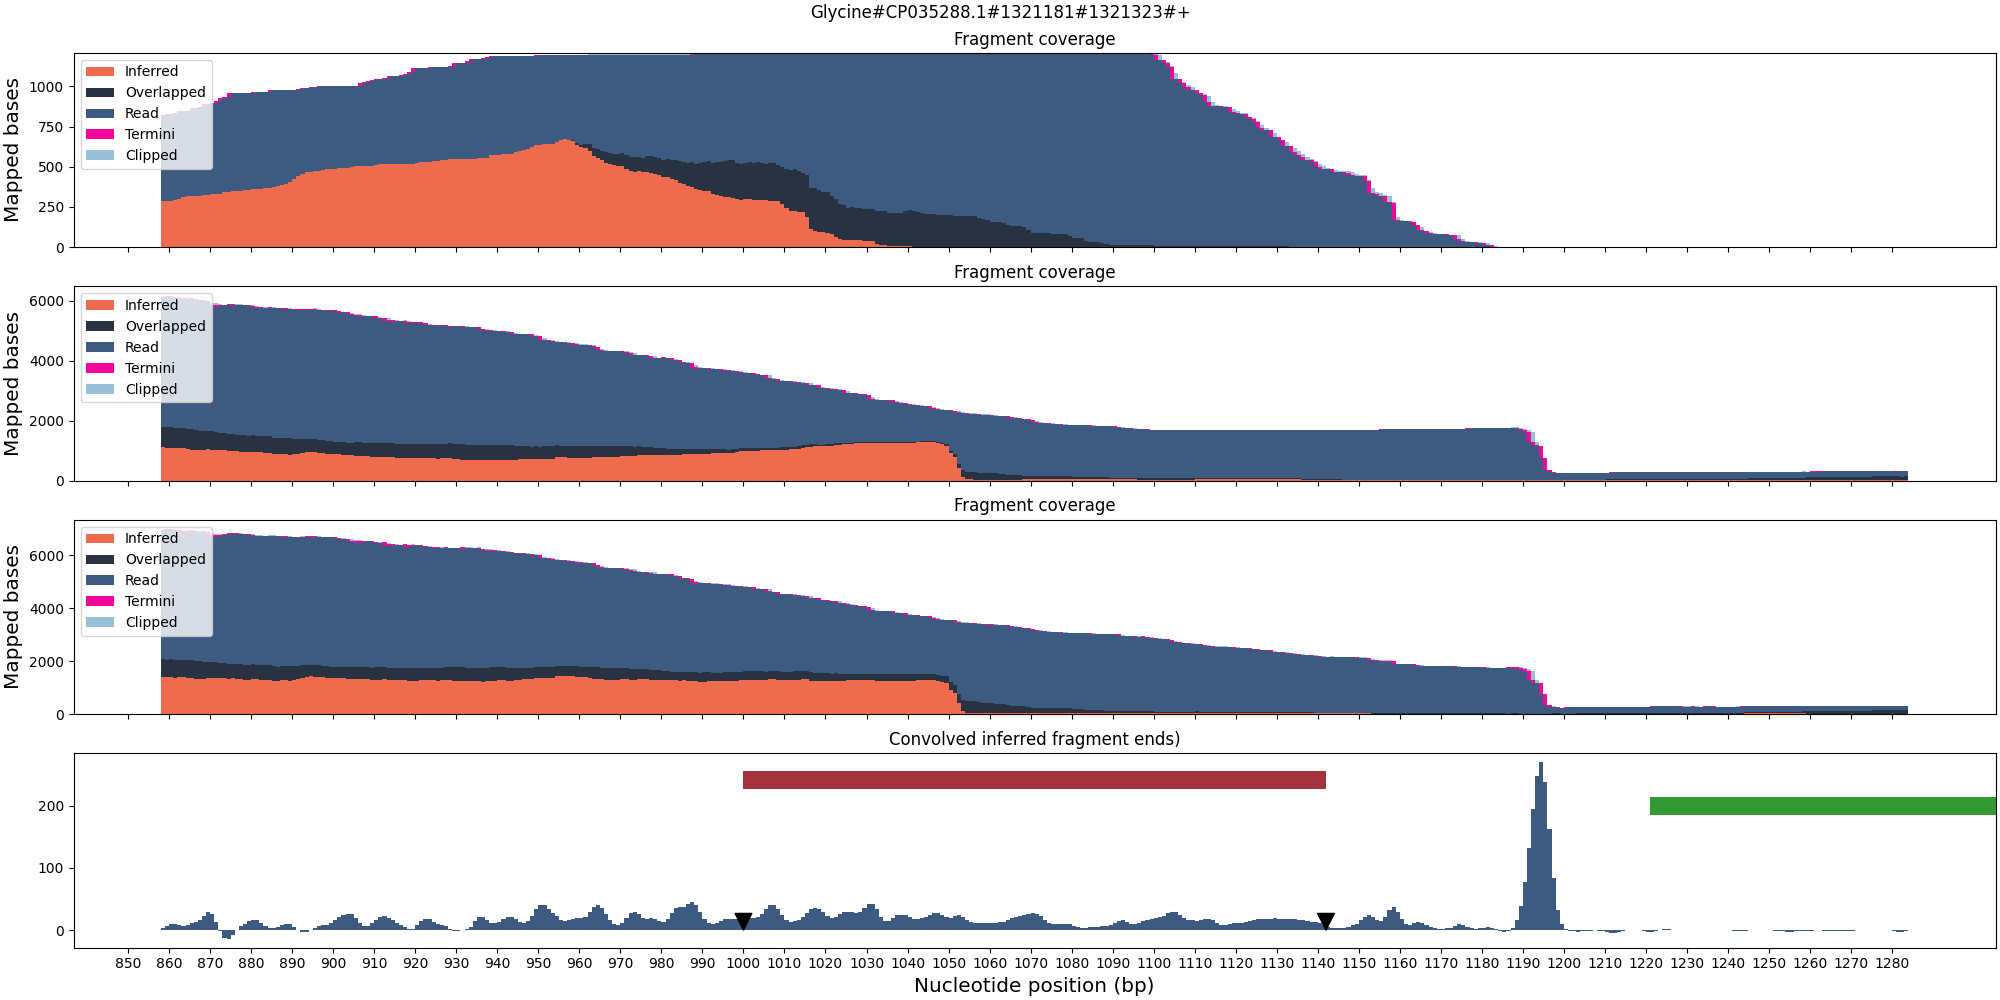 Glycine#CP035288.1#1321181#1321323#+
Fragment coverage
Mapped bases
1000
750
500
250
0
Inferred
Overlapped
Read
Termini
Clipped
Fragment coverage
Mapped bases
6000
4000
2000
0
Inferred
Overlapped
Read
Termini
Clipped
Fragment coverage
Mapped bases
6000
4000
2000
0
Inferred
Overlapped
Read
Termini
Clipped
Convolved inferred fragment ends)
200
100
0
850 860 870 880 890 900 910 920 930 940 950 960 970 980 990 1000 1010 1020 1030 1040 1050 1060 1070 1080 1090 1100 1110 1120 1130 1140 1150 1160 1170 1180 1190 1200 1210 1220 1230 1240 1250 1260 1270 1280
Nucleotide position (bp)